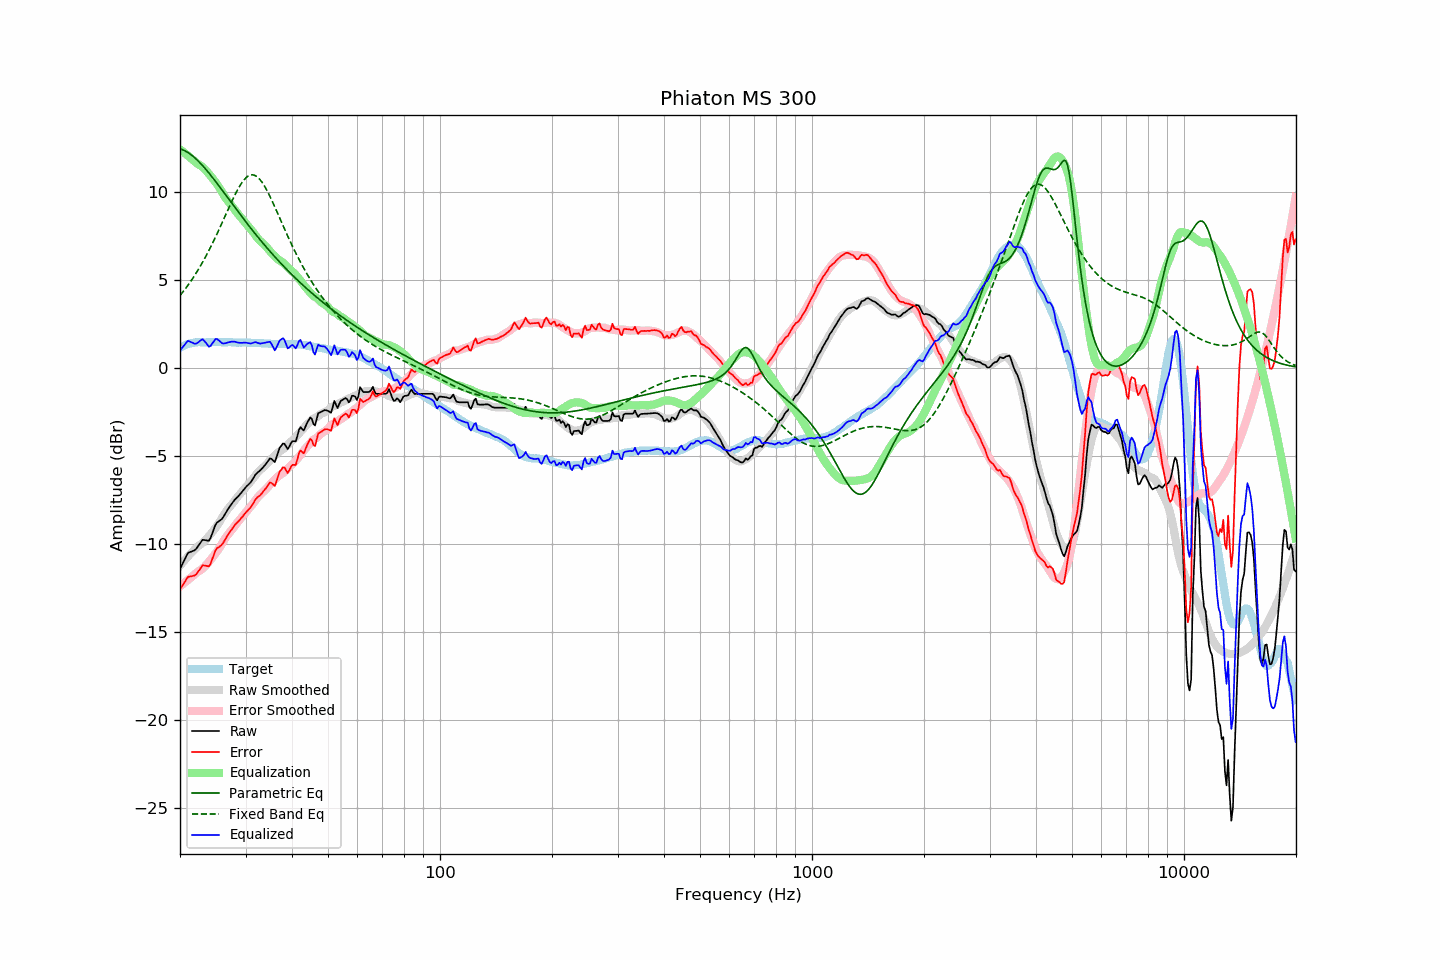 Phiaton MS 300
Amplitude (dBr)
10
5
0
−5
−10
−15
−20
−25
Target
Raw Smoothed
Error Smoothed
Raw
Error
Equalization
Parametric Eq
Fixed Band Eq
Equalized
100
1000
10000
Frequency (Hz)